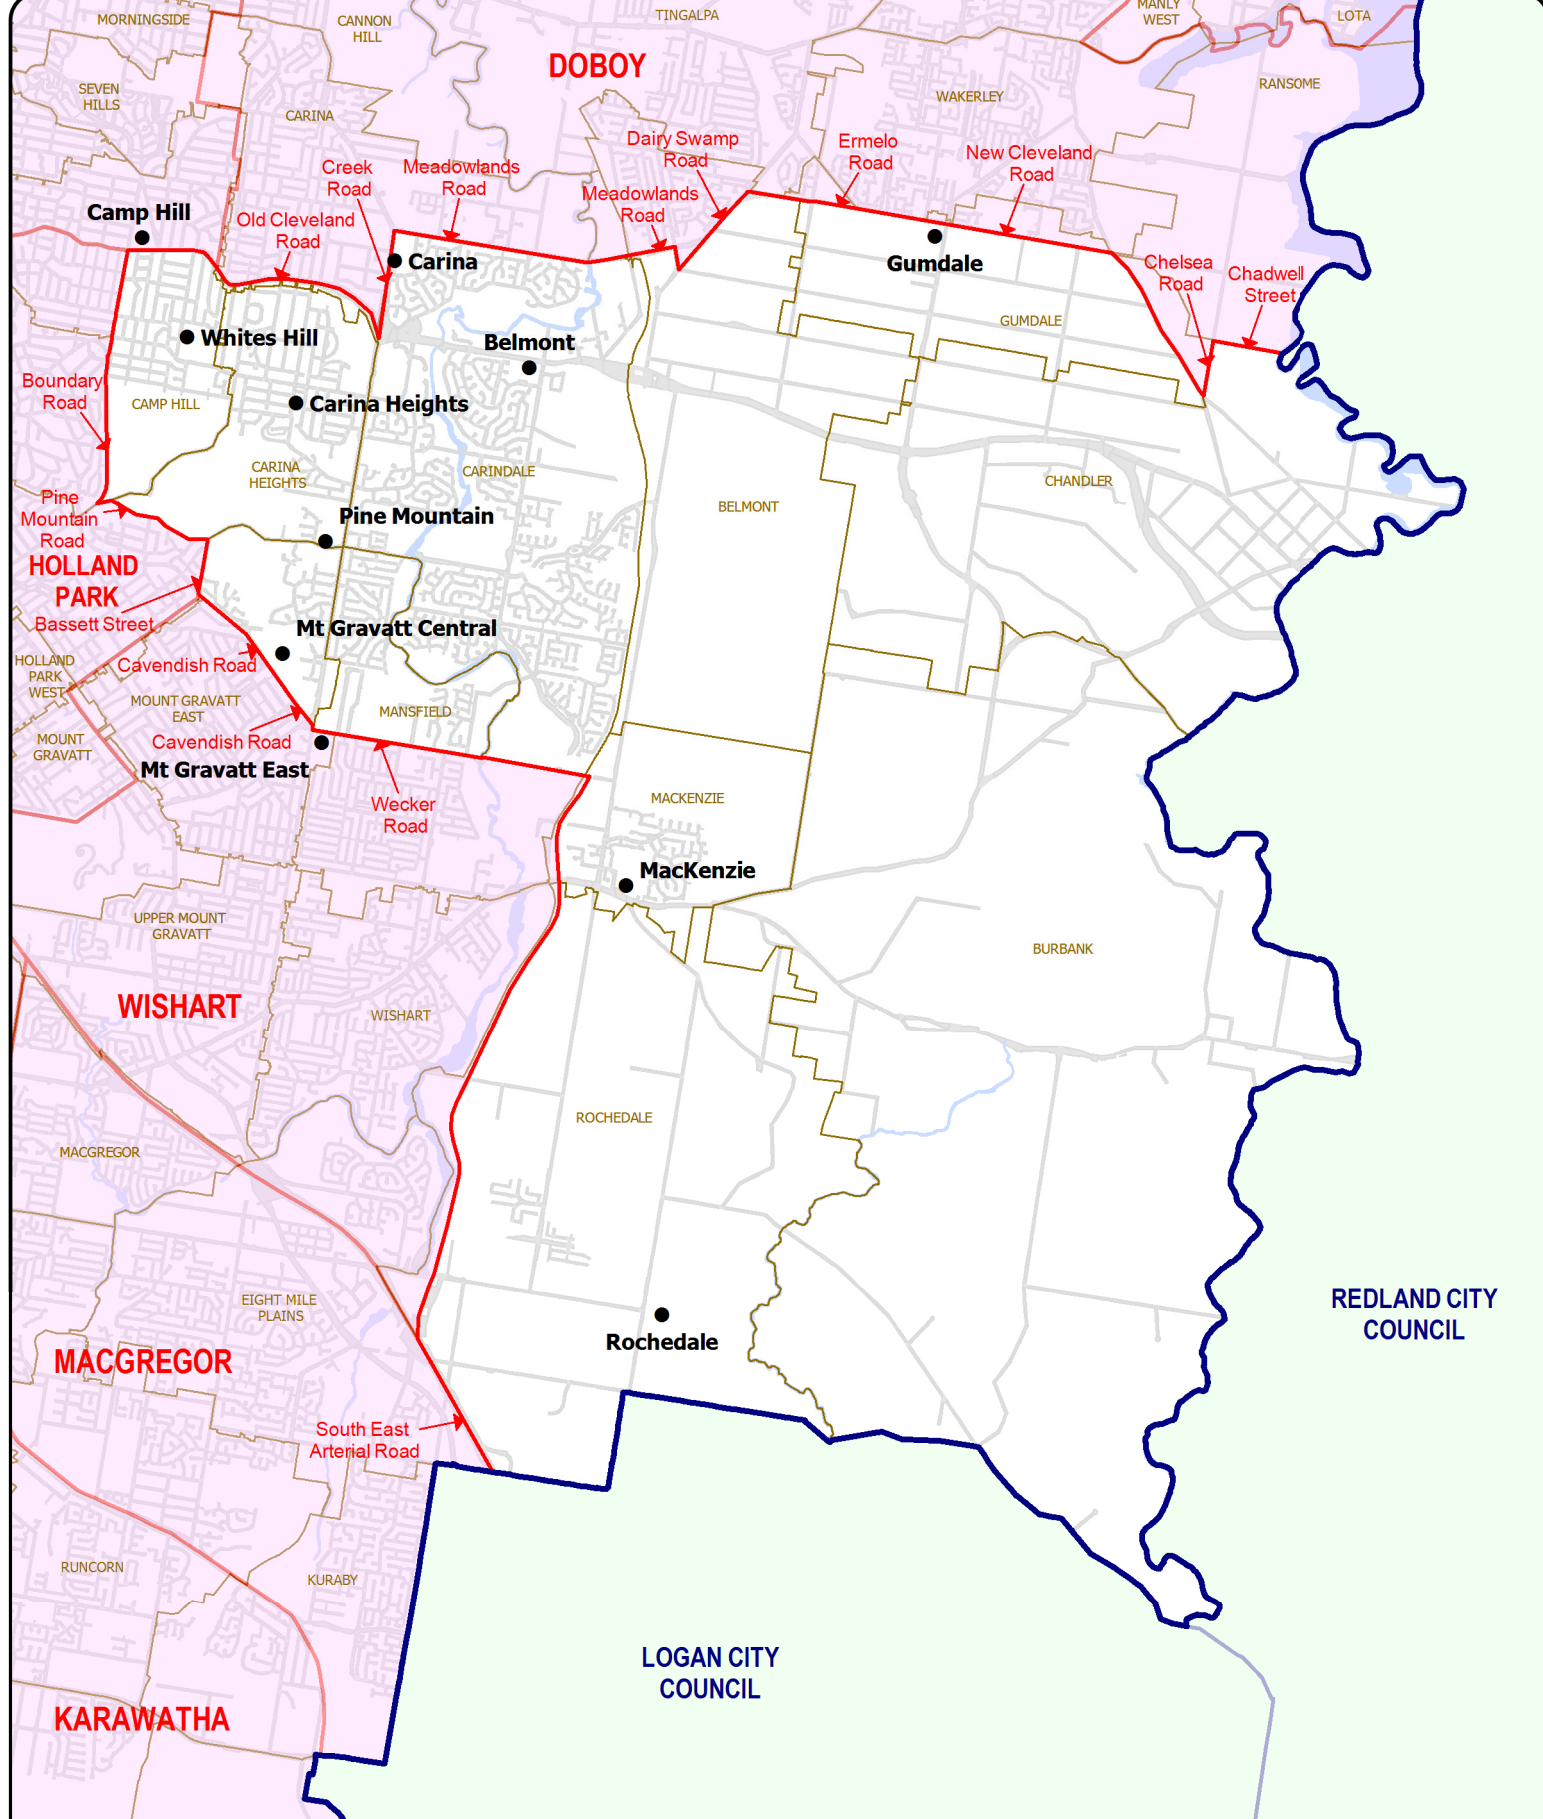 MORNINGSIDE
CANNON
HILL
TINGALPA
MANLY
WEST
LOTA
DOBOY
SEVEN
HILLS
CARINA
WAKERLEY
RANSOME
Creek
Road
Meadowlands
Road
Dairy Swamp
Road
Ermelo
Road
New Cleveland
Road
Meadowlands
Road
Camp Hill
Old Cleveland
Road
Carina
Gumdale
Chelsea
Road
Chadwell
Street
GUMDALE
Whites Hill
Belmont
Boundary
Road
CAMP HILL
Carina Heights
CARINA
HEIGHTS
CARINDALE
CHANDLER
BELMONT
Pine
Mountain
Road
Pine Mountain
HOLLAND
PARK
Bassett Street
Mt Gravatt Central
HOLLAND
PARK
WEST
Cavendish Road
MOUNT GRAVATT
EAST
MANSFIELD
MOUNT
GRAVATT
Cavendish Road
Mt Gravatt East
Wecker
Road
MACKENZIE
MacKenzie
UPPER MOUNT
GRAVATT
BURBANK
WISHART
WISHART
ROCHEDALE
MACGREGOR
EIGHT MILE
PLAINS
REDLAND CITY
COUNCIL
Rochedale
MACGREGOR
South East
Arterial Road
RUNCORN
KURABY
LOGAN CITY
COUNCIL
KARAWATHA